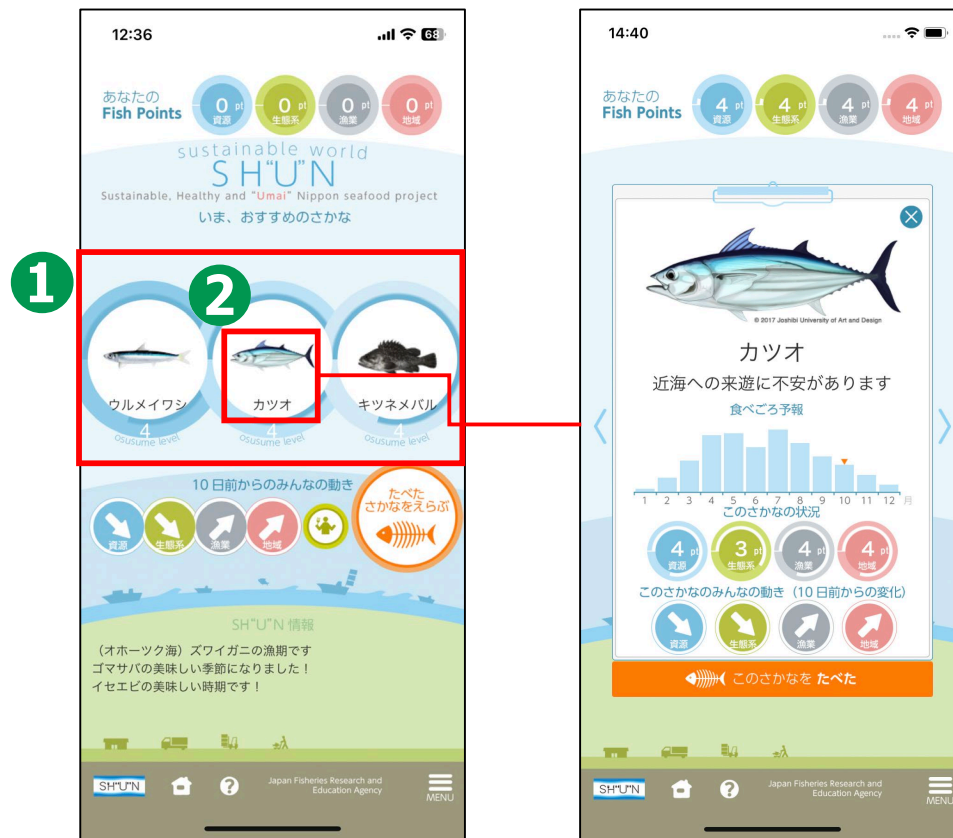 12:36
68
あなたの
Fish Points
0 pt
資源
0 pt
生態系
0 pt
漁業
0 pt
地域
sustainable world
SH"U"N
Sustainable, Healthy and "Umai" Nippon seafood project
いま、おすすめのさかな
1
2
ウルメイワシ
カツオ
キツネメバル
4
osusume level
4
osusume level
4
osusume level
10日前からのみんなの動き
資源
生態系
漁業
地域
たべた
さかなをえらぶ
SH"U"N 情報
（オホーツク海）ズワイガニの漁期です
ゴマサバの美味しい季節になりました！
イセエビの美味しい時期です！
SH"U"N
?
Japan Fisheries Research and
Education Agency
MENU
14:40
あなたの
Fish Points
4 pt
資源
4 pt
生態系
4 pt
漁業
4 pt
地域
© 2017 Joshibi University of Art and Design
カツオ
近海への来遊に不安があります
食べごろ予報
1 2 3 4 5 6 7 8 9 10 11 12 月
このさかなの状況
4 pt
資源
3 pt
生態系
4 pt
漁業
4 pt
地域
このさかなのみんなの動き（10日前からの変化）
資源
生態系
漁業
地域
このさかなを たべた
SH"U"N
?
Japan Fisheries Research and
Education Agency
MENU